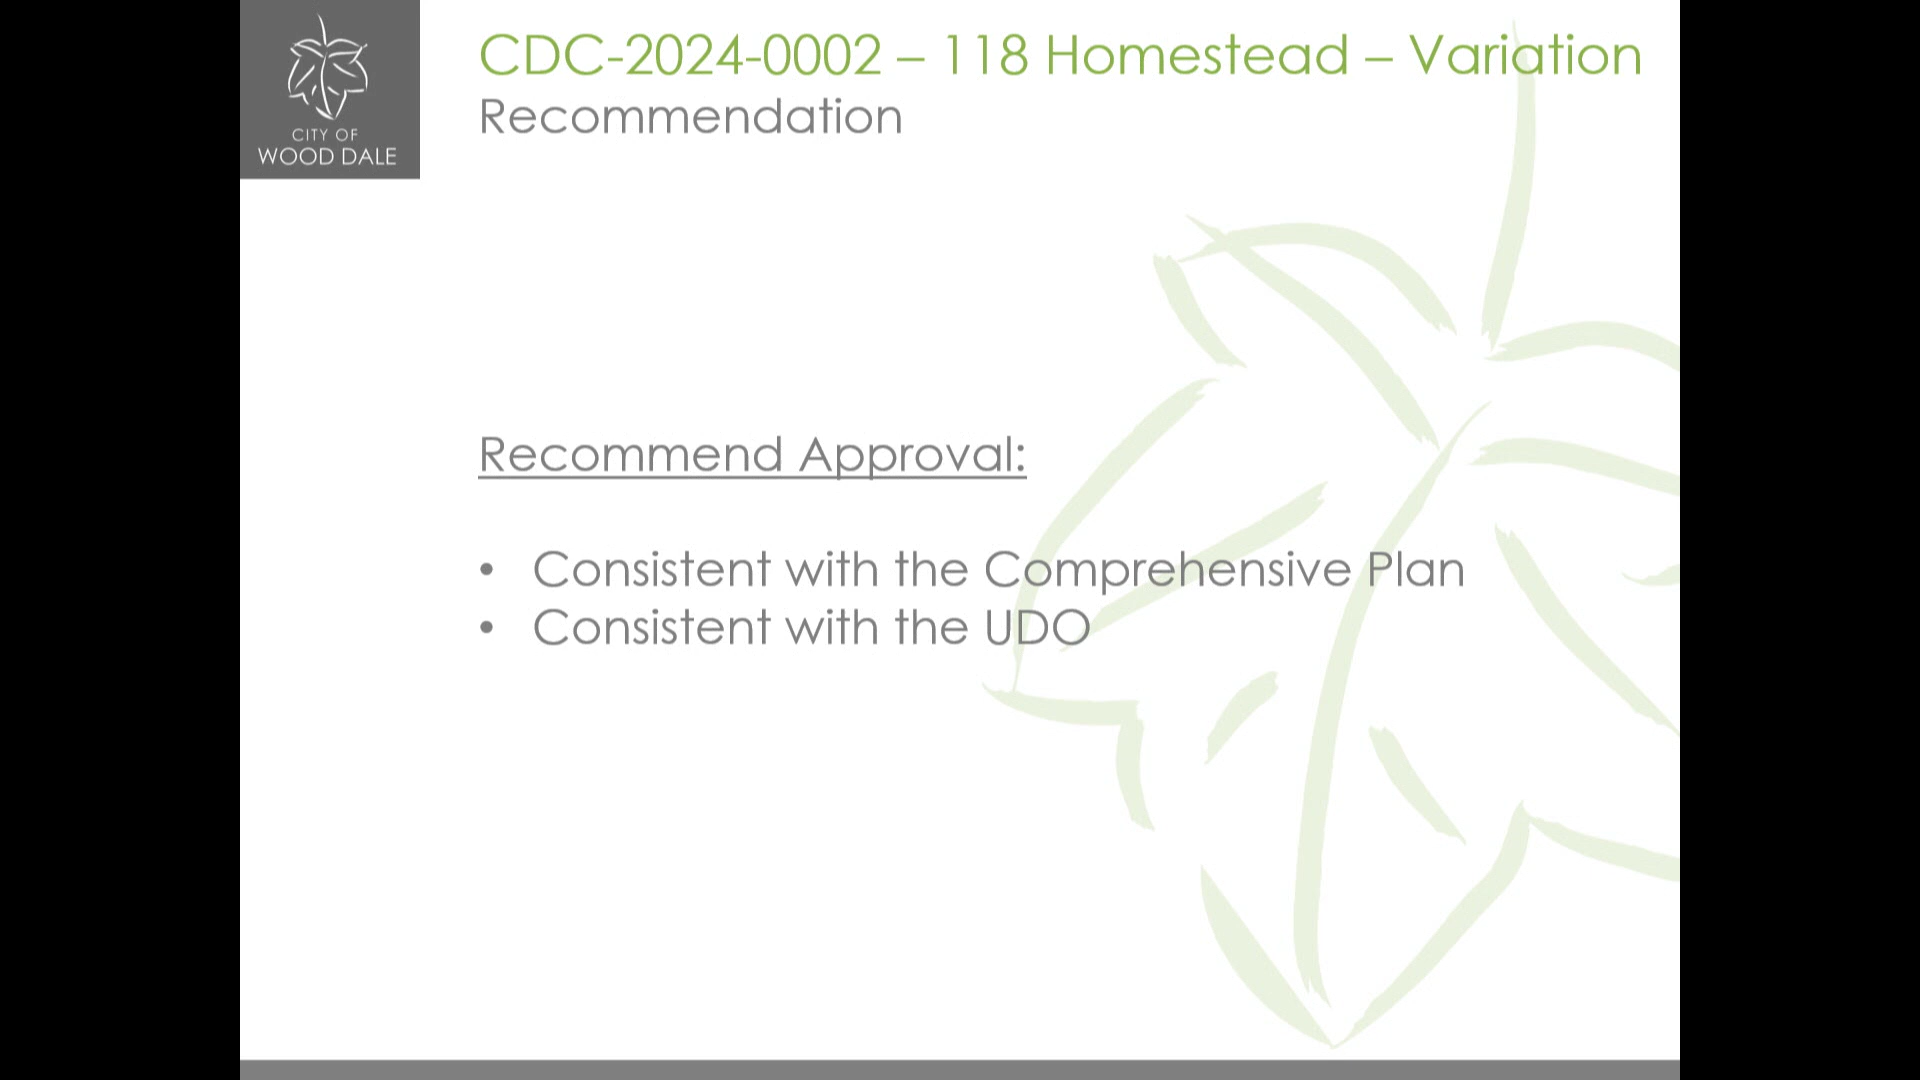 CITY OF
WOOD DALE
CDC-2024-0002 – 118 Homestead – Variation
Recommendation
Recommend Approval:
• Consistent with the Comprehensive Plan
• Consistent with the UDO